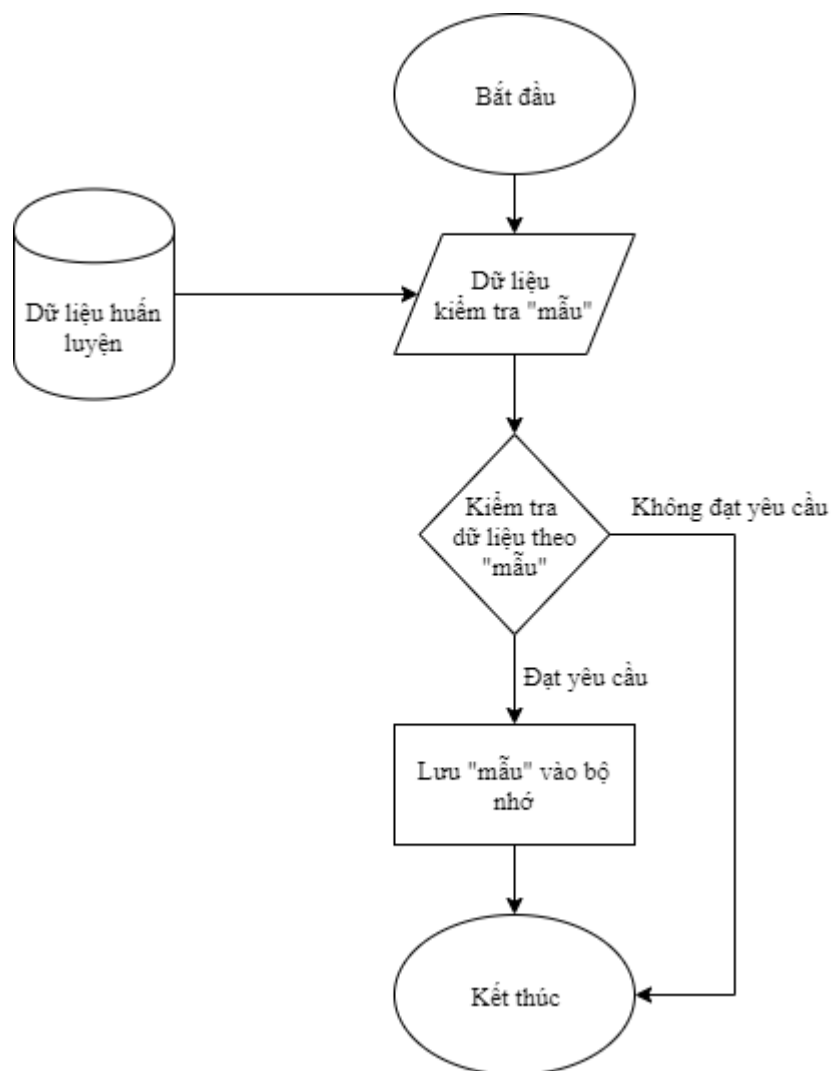 Bắt đầu
Dữ liệu
kiểm tra "mẫu"
Dữ liệu huấn
luyện
Kiểm tra
dữ liệu theo
"mẫu"
Không đạt yêu cầu
Đạt yêu cầu
Lưu "mẫu" vào bộ
nhớ
Kết thúc